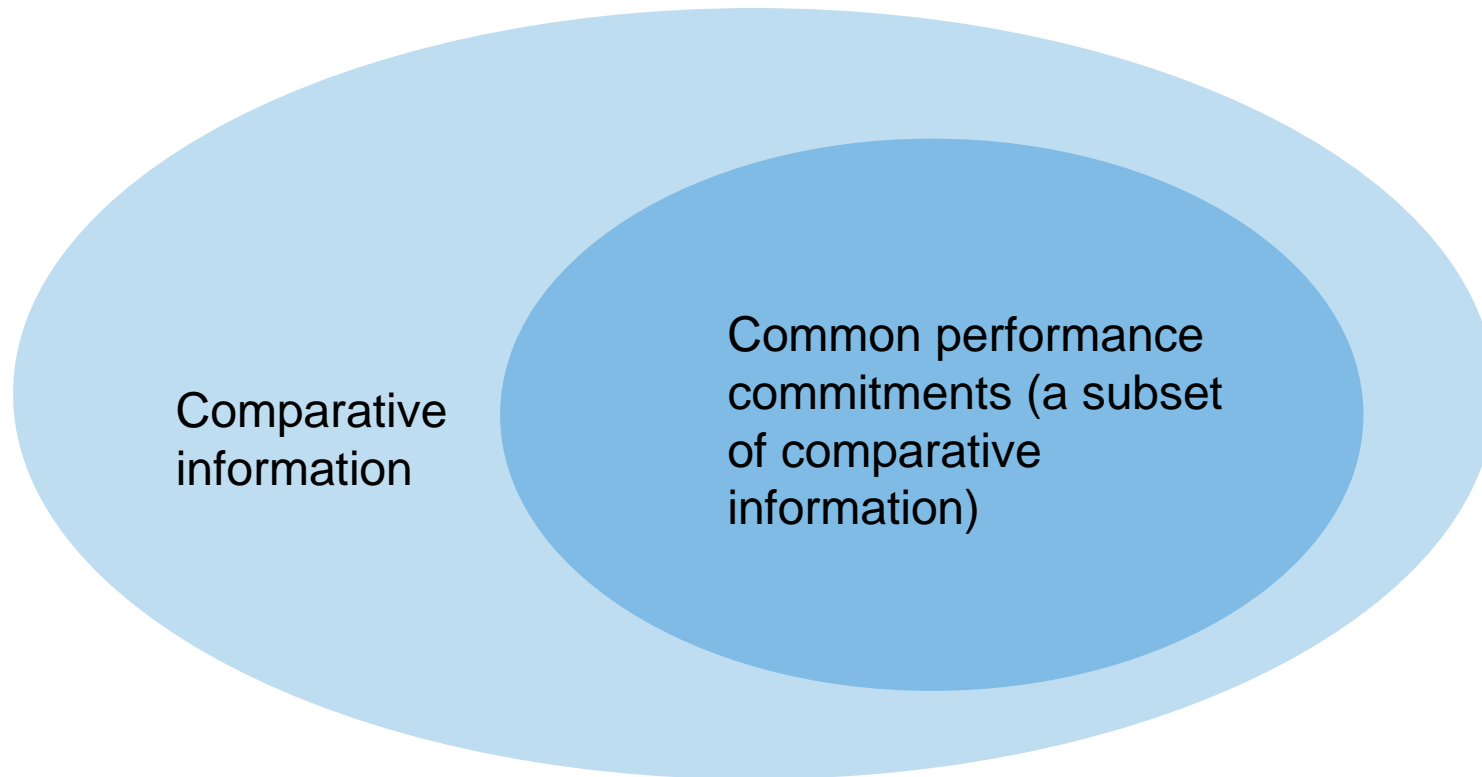 Comparative
information
Common performance
commitments (a subset
of comparative
information)